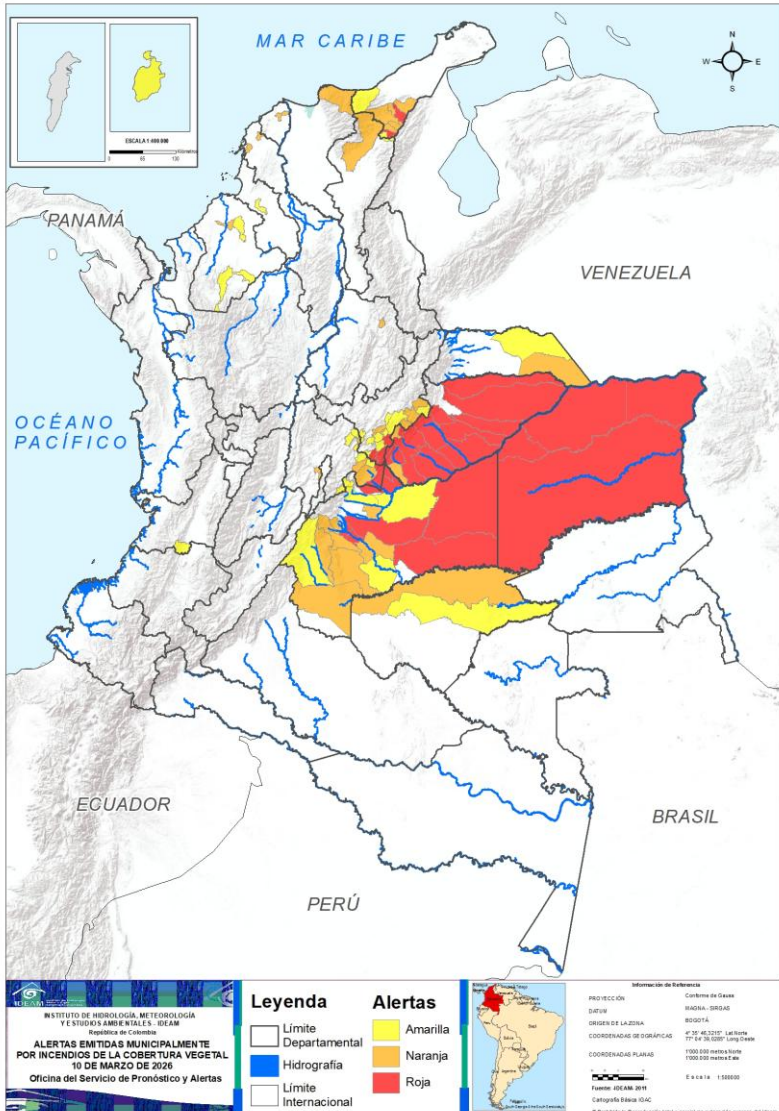 MAR CARIBE
N
W
E
S
ESCALA 1:400.000
PANAMÁ
VENEZUELA
OCÉANO
PACÍFICO
ECUADOR
BRASIL
PERÚ
IDEAM
INSTITUTO DE HIDROLOGÍA, METEOROLOGÍA
Y ESTUDIOS AMBIENTALES - IDEAM
República de Colombia
ALERTAS EMITIDAS MUNICIPALMENTE
POR INCENDIOS DE LA COBERTURA VEGETAL
10 DE MARZO DE 2026
Oficina del Servicio de Pronóstico y Alertas
Leyenda
Límite
Departamental
Hidrografía
Límite
Internacional
Alertas
Amarilla
Naranja
Roja
Información de Referencia
PROYECCIÓN
Conforme de Gauss
DATUM
MAGNA - SIRGAS
ORIGEN DE LA ZONA
BOGOTÁ
COORDENADAS GEOGRÁFICAS
COORDENADAS PLANAS
1'000.000 metros Norte
1'000.000 metros Este
Fuente: IDEAM 2011
Cartografía Básica IGAC